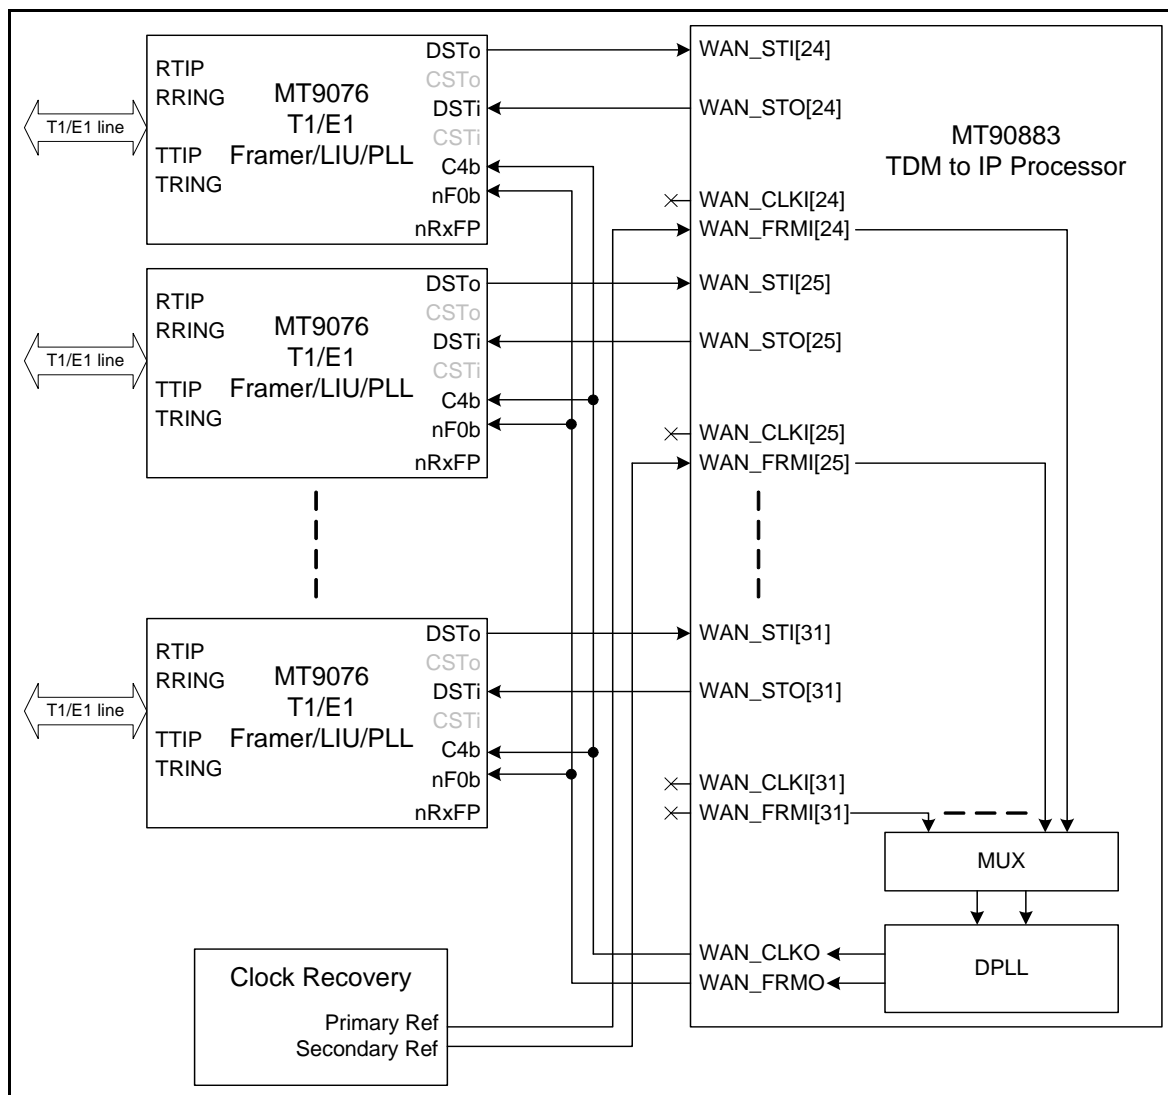 RTIP
RRING
TTIP
TRING
T1/E1 line
MT9076
T1/E1
Framer/LIU/PLL
DSTo
CSTo
DSTi
CSTi
C4b
nF0b
nRxFP
RTIP
RRING
TTIP
TRING
T1/E1 line
MT9076
T1/E1
Framer/LIU/PLL
DSTo
CSTo
DSTi
CSTi
C4b
nF0b
nRxFP
RTIP
RRING
TTIP
TRING
T1/E1 line
MT9076
T1/E1
Framer/LIU/PLL
DSTo
CSTo
DSTi
CSTi
C4b
nF0b
nRxFP
Clock Recovery
Primary Ref
Secondary Ref
MT90883
TDM to IP Processor
WAN_STI[24]
WAN_STO[24]
WAN_CLKI[24]
WAN_FRMI[24]
WAN_STI[25]
WAN_STO[25]
WAN_CLKI[25]
WAN_FRMI[25]
WAN_STI[31]
WAN_STO[31]
WAN_CLKI[31]
WAN_FRMI[31]
MUX
WAN_CLKO
WAN_FRMO
DPLL